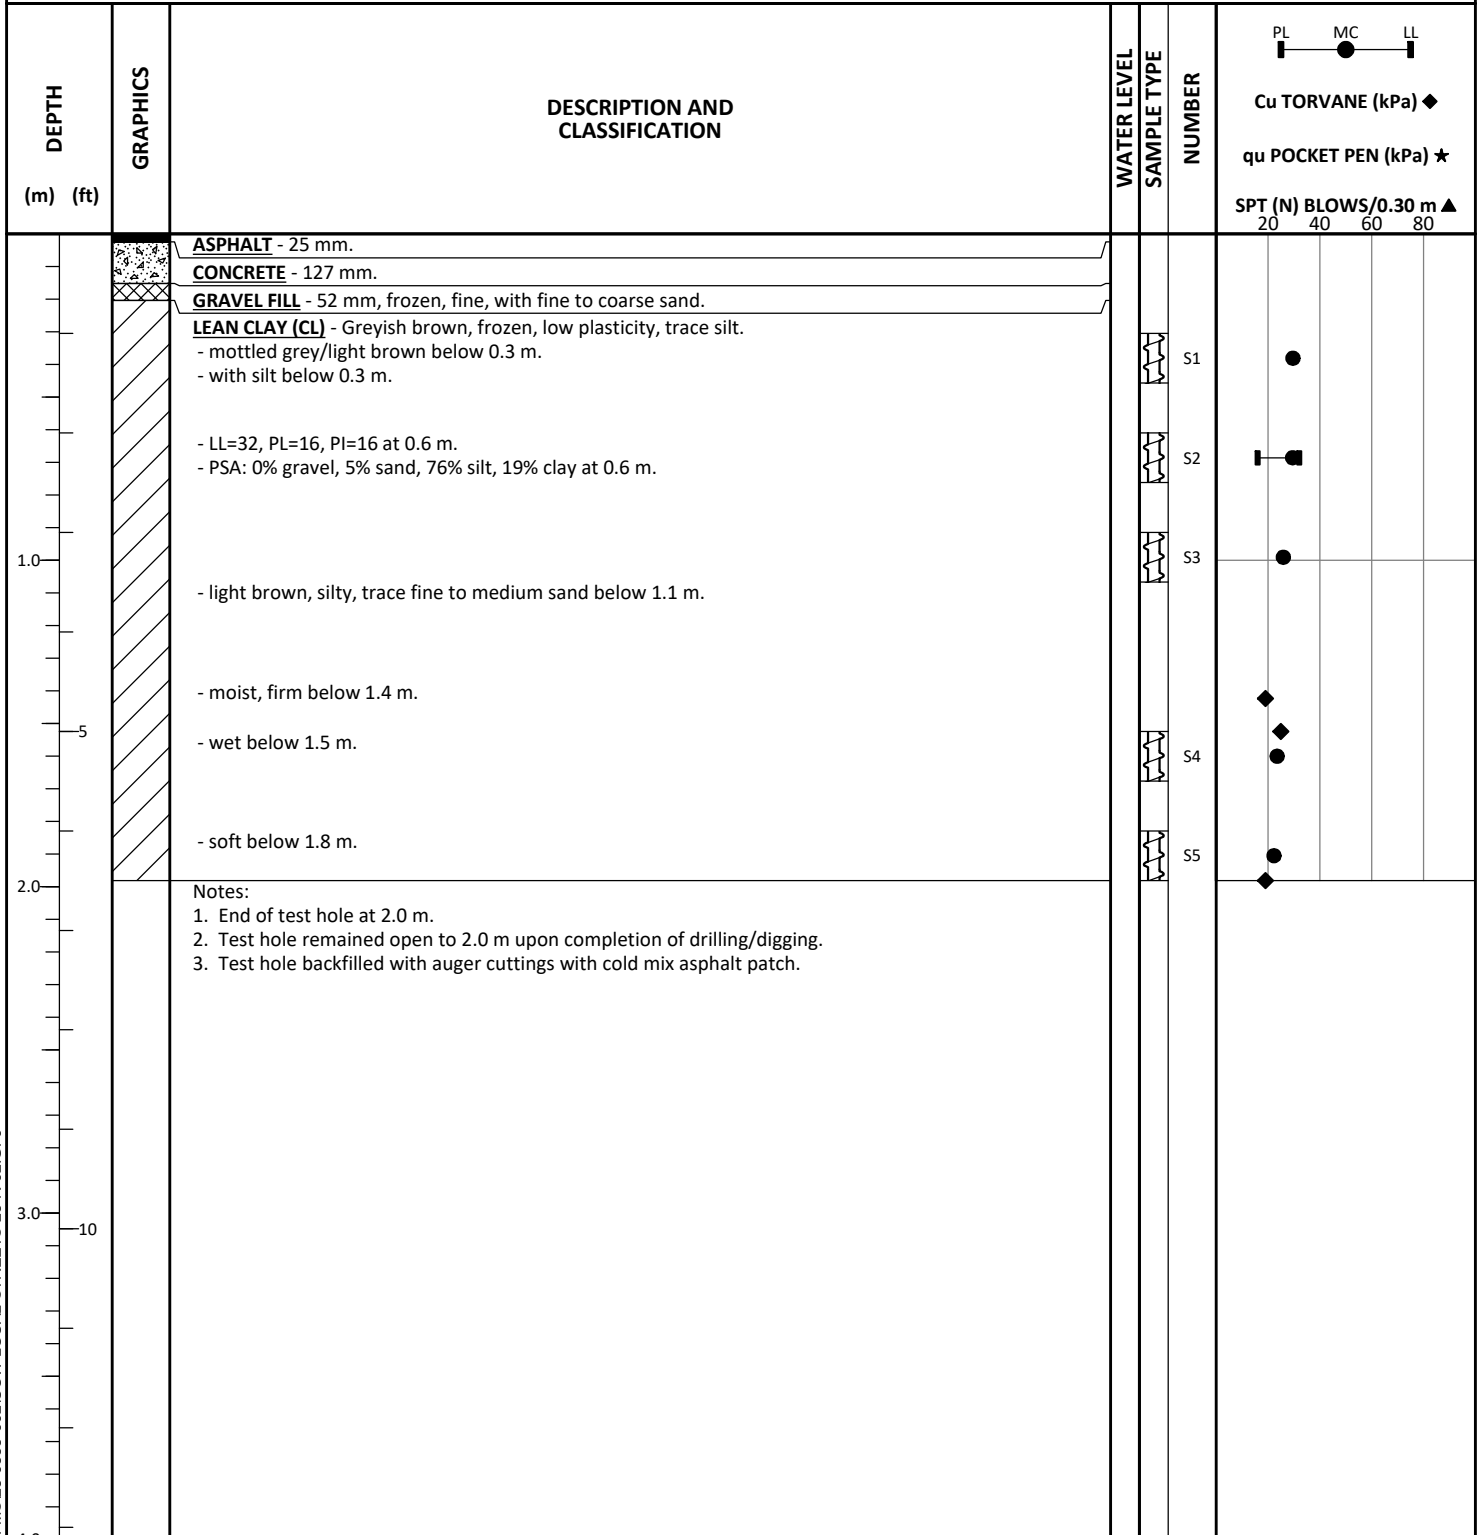 DEPTH
(m) (ft)
GRAPHICS
DESCRIPTION AND
CLASSIFICATION
WATER LEVEL
SAMPLE TYPE
NUMBER
PL MC LL
Cu TORVANE (kPa) ◆
qu POCKET PEN (kPa) ★
SPT (N) BLOWS/0.30 m ▲
20 40 60 80
ASPHALT - 25 mm.
CONCRETE - 127 mm.
GRAVEL FILL - 52 mm, frozen, fine, with fine to coarse sand.
LEAN CLAY (CL) - Greyish brown, frozen, low plasticity, trace silt.
- mottled grey/light brown below 0.3 m.
S1
- with silt below 0.3 m.
- LL=32, PL=16, PI=16 at 0.6 m.
S2
- PSA: 0% gravel, 5% sand, 76% silt, 19% clay at 0.6 m.
1.0
S3
- light brown, silty, trace fine to medium sand below 1.1 m.
- moist, firm below 1.4 m.
5
- wet below 1.5 m.
S4
- soft below 1.8 m.
S5
2.0
Notes:
1. End of test hole at 2.0 m.
2. Test hole remained open to 2.0 m upon completion of drilling/digging.
3. Test hole backfilled with auger cuttings with cold mix asphalt patch.
3.0
10